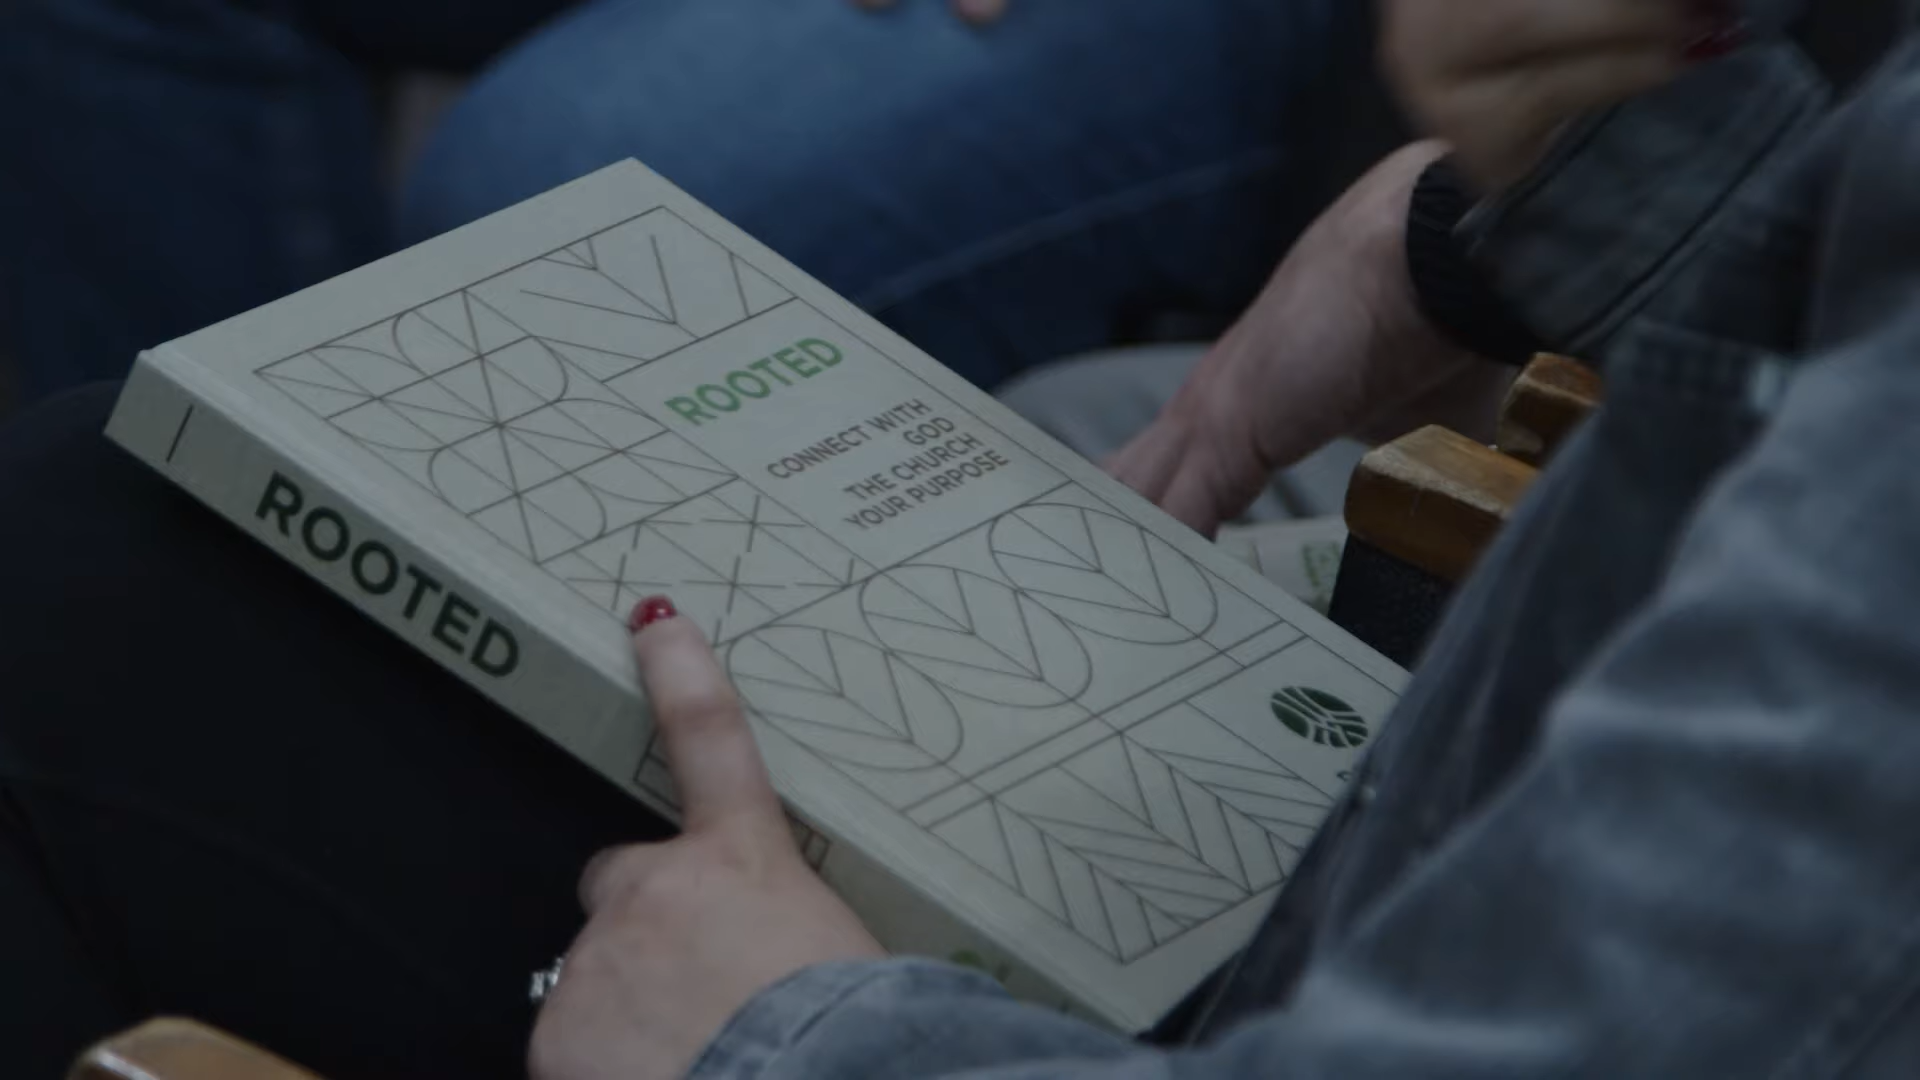 ROOTED
CONNECT WITH
GOD
THE CHURCH
YOUR PURPOSE
ROOTED